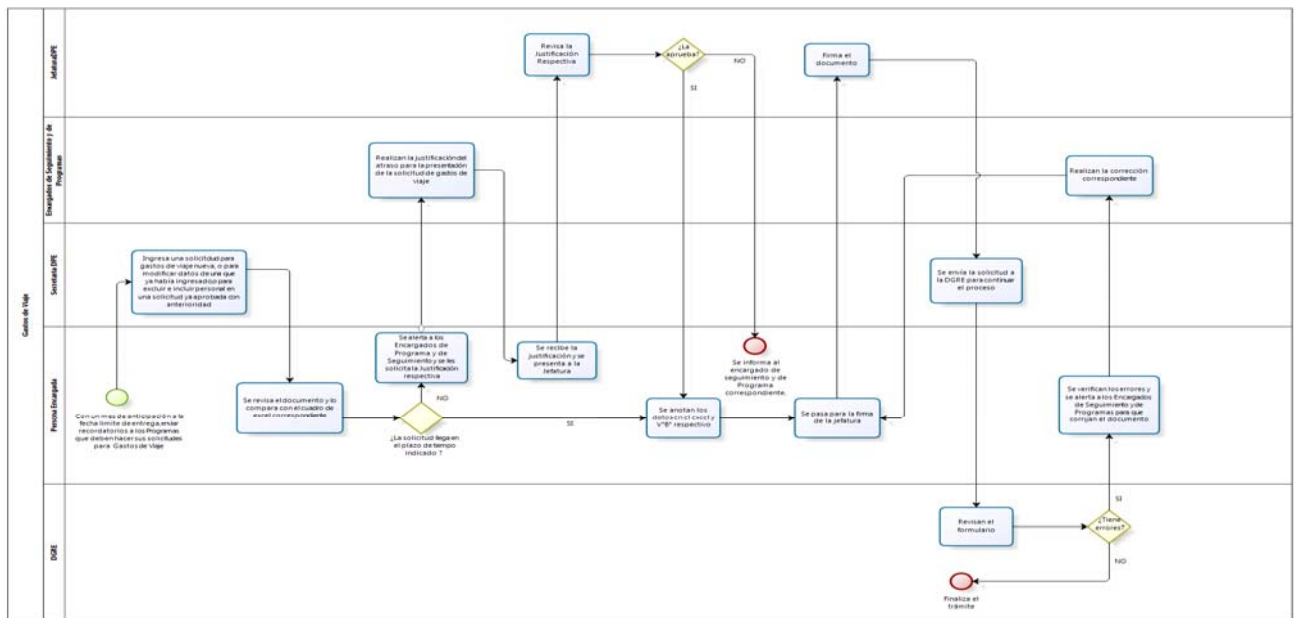 Gastos de Viaje
Jefatura DPE
Encargados de Seguimiento y de
Programas
Secretaria DPE
Persona Encargada
DGRE
Revisa la
Justificación
Respectiva
¿La
aprueba?
NO
SI
Firma el
documento
Realizan la justificación del
atraso para la presentación
de la solicitud de gastos de
viaje
Realizan la corrección
correspondiente
Ingresa una solicitdud para
gastos de viaje nueva, o para
modificar datos de una que
ya había ingresado,o para
excluir e incluir personal en
una solicitud ya aprobada con
anterioridad
Se envía la solicitud a
la DGRE para continuar
el proceso
Con un mes de anticipación a la
fecha límite de entrega,enviar
recordatorios a los Programas
que deben hacer sus solicitudes
para Gastos de Viaje
Se revisa el documento y lo
compara con el cuadro de
excel correspondiente
Se alerta a los
Encargados de
Programa y de
Seguimiento y se les
solicita la Justificación
respectiva
NO
¿La solicitud llega en
el plazo de tiempo
indicado ?
SI
Se recibe la
justificación y se
presenta a la
Jefatura
Se anotan los
datos en el excel y
V°B° respectivo
Se informa al
encargado de
seguimiento y de
Programa
correspondiente.
Se pasa para la firma
de la jefatura
Se verifican los errores y
se alerta a los Encargados
de Seguimiento y de
Programas para que
corrijan el documento
SI
Revisan el
formulario
¿Tiene
errores?
NO
Finaliza el
trámite